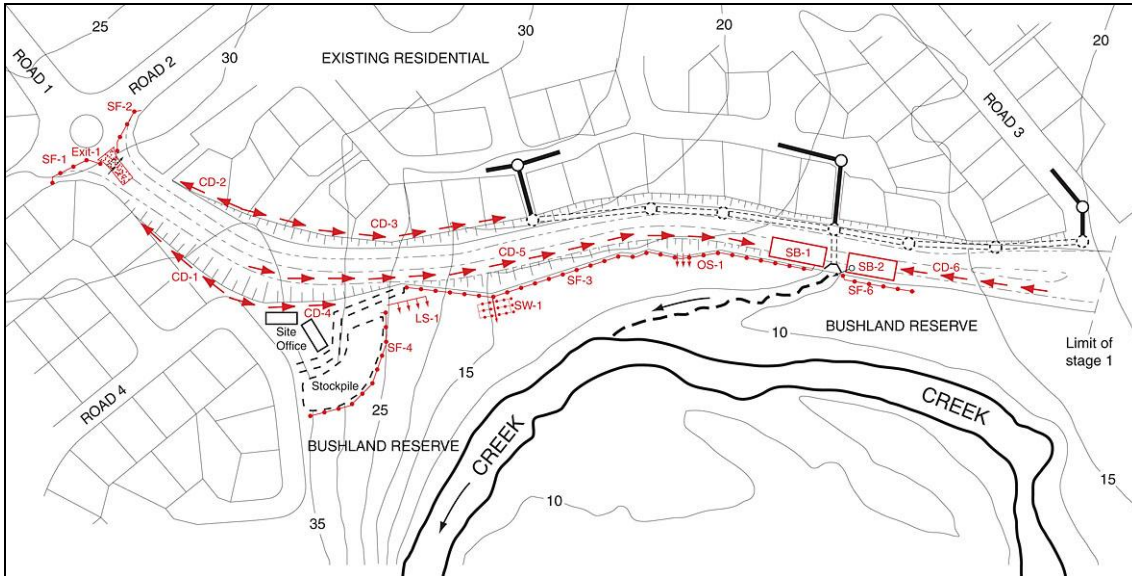 25
ROAD 1
ROAD 2
30
EXISTING RESIDENTIAL
30
20
20
SF-2
SF-1
Exit-1
ROAD 3
CD-2
CD-3
CD-1
CD-5
OS-1
SB-1
SB-2
CD-6
SF-3
SF-6
CD-4
LS-1
SW-1
Site
Office
SF-4
10
BUSHLAND RESERVE
Limit of
stage 1
Stockpile
15
ROAD 4
25
BUSHLAND RESERVE
CREEK
CREEK
10
15
35